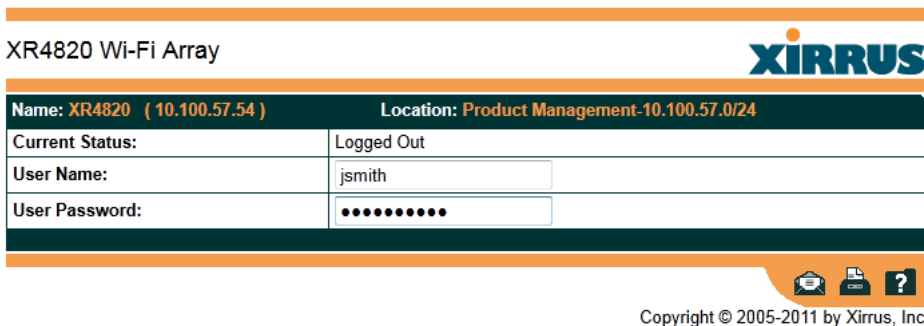 XR4820 Wi-Fi Array
XIRRUS
Name: XR4820 ( 10.100.57.54 ) Location: Product Management-10.100.57.0/24
Current Status: Logged Out
User Name: jsmith
User Password: ●●●●●●●●●●
?
Copyright © 2005-2011 by Xirrus, Inc